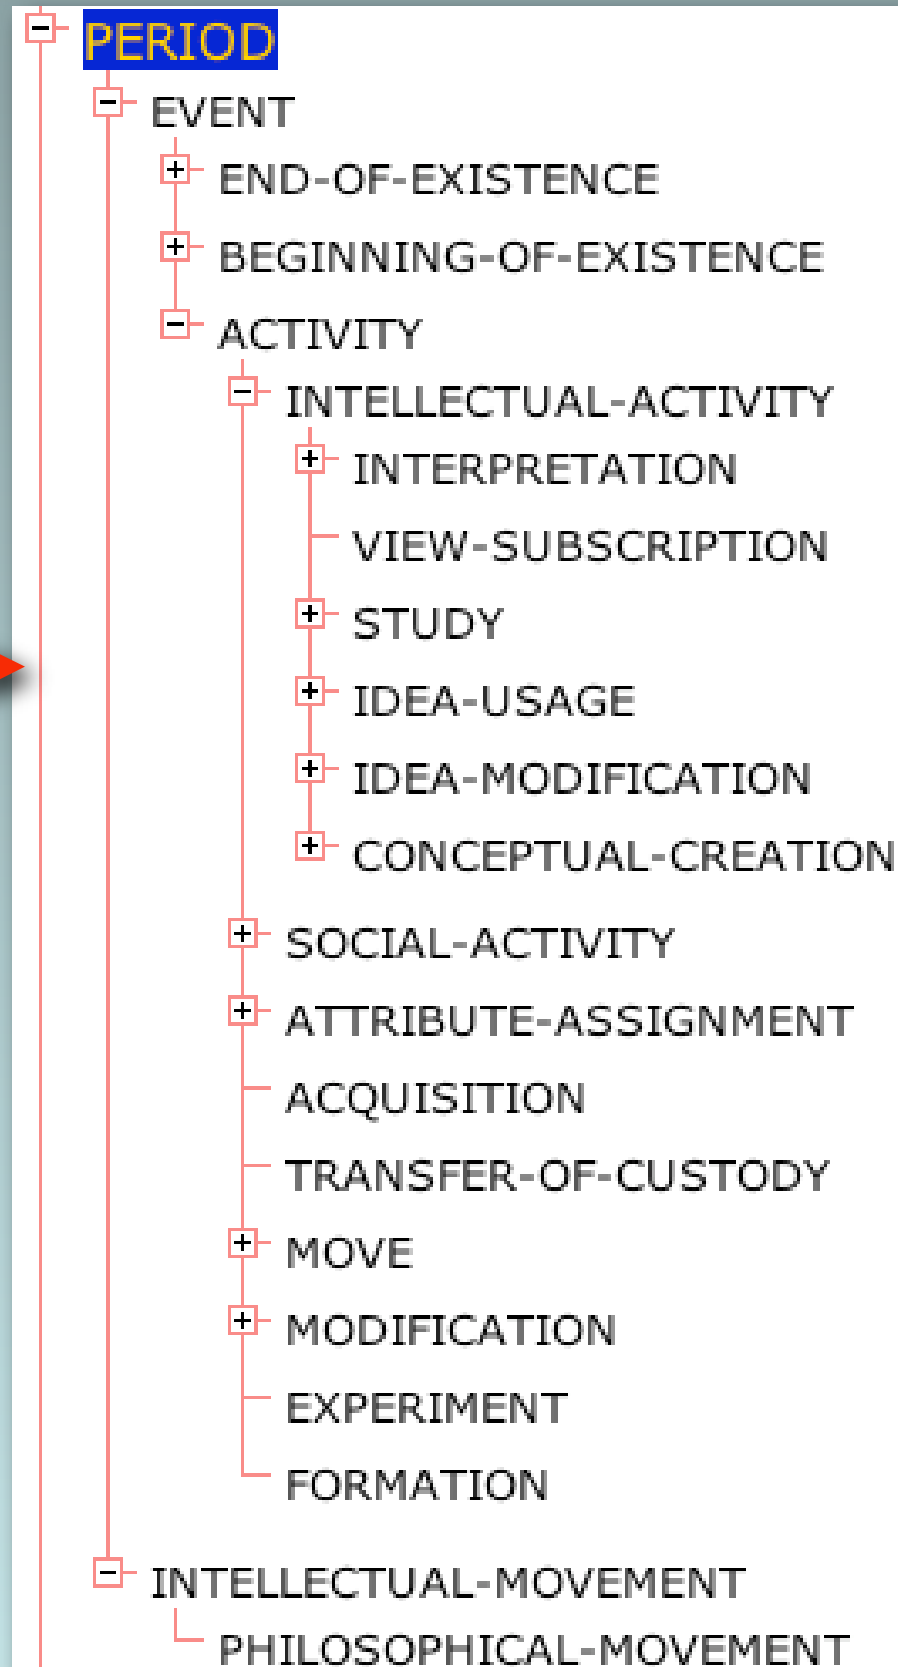 PERIOD
EVENT
END-OF-EXISTENCE
BEGINNING-OF-EXISTENCE
ACTIVITY
INTELLECTUAL-ACTIVITY
INTERPRETATION
VIEW-SUBSCRIPTION
STUDY
IDEA-USAGE
IDEA-MODIFICATION
CONCEPTUAL-CREATION
SOCIAL-ACTIVITY
ATTRIBUTE-ASSIGNMENT
ACQUISITION
TRANSFER-OF-CUSTODY
MOVE
MODIFICATION
EXPERIMENT
FORMATION
INTELLECTUAL-MOVEMENT
PHILOSOPHICAL-MOVEMENT